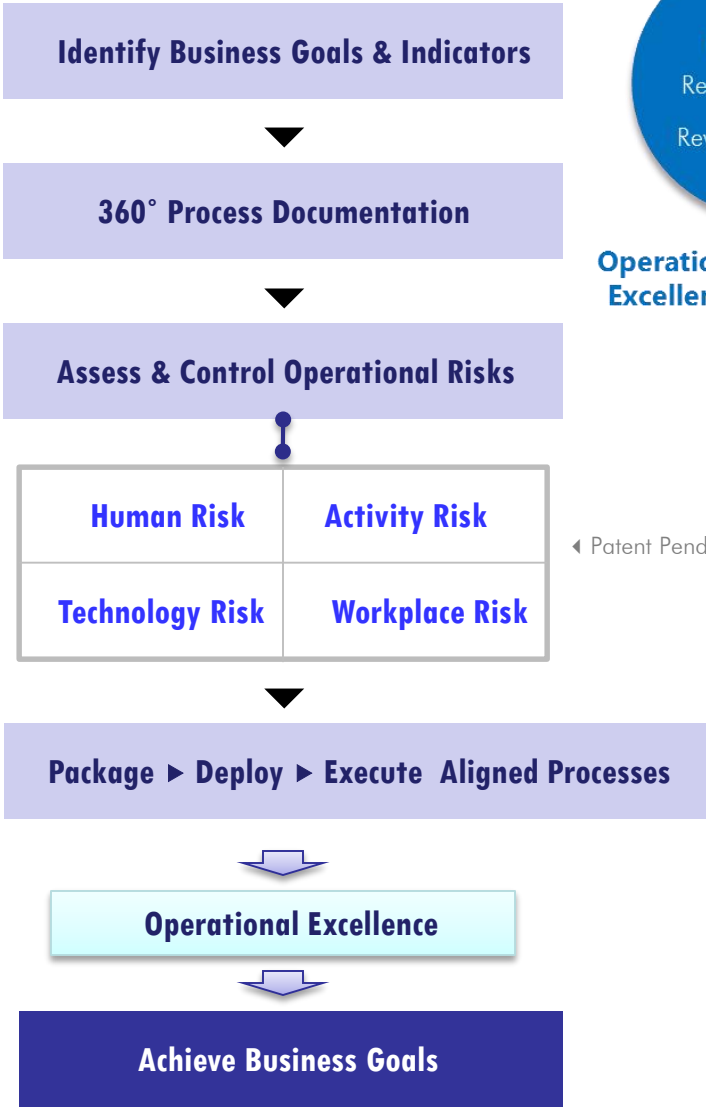 Identify Business Goals & Indicators
360° Process Documentation
Assess & Control Operational Risks
Human Risk
Activity Risk
Technology Risk
Workplace Risk
Patent
Package ▶ Deploy ▶ Execute Aligned Processes
Operational Excellence
Achieve Business Goals